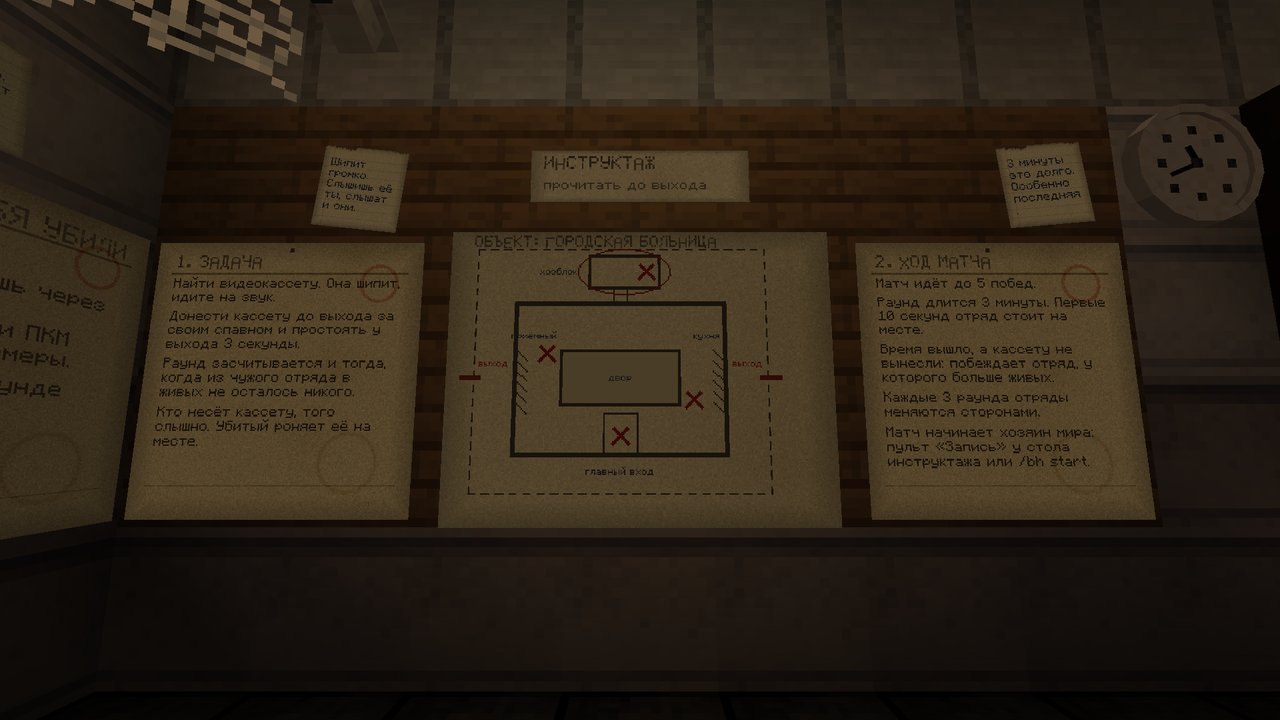 ИНСТРУКТАЖ
прочитать до выхода
Шипит
громко.
Слышишь её
ты, слышат
и они.
3 минуты
это долго.
Особенно
последняя
1. ЗАДАЧА
Найти видеокассету. Она шипит,
идите на звук.
Донести кассету до выхода за
своим спавном и простоять у
выхода 3 секунды.
Раунд засчитывается и тогда,
когда из чужого отряда в
живых не осталось никого.
Кто несёт кассету, того
слышно. Убитый роняет её на
месте.
ОБЪЕКТ: ГОРОДСКАЯ БОЛЬНИЦА
хозблок
приёмный
кухня
выход
выход
двор
главный вход
2. ХОД МАТЧА
Матч идёт до 5 побед.
Раунд длится 3 минуты. Первые
10 секунд отряд стоит на
месте.
Время вышло, а кассету не
вынесли: побеждает отряд, у
которого больше живых.
Каждые 3 раунда отряды
меняются сторонами.
Матч начинает хозяин мира:
пульт «Запись» у стола
инструктажа или /bh start.
УБИЛИ
через
и ПКМ